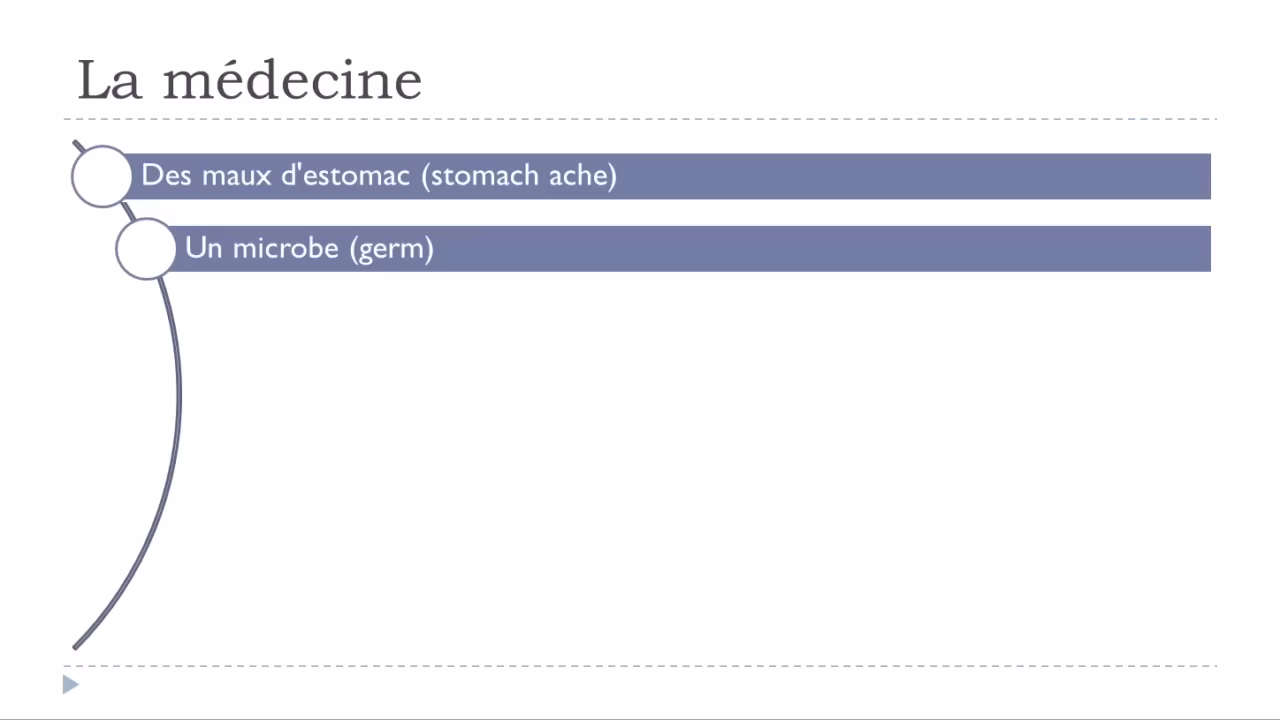 La médecine
Des maux d'estomac (stomach ache)
Un microbe (germ)